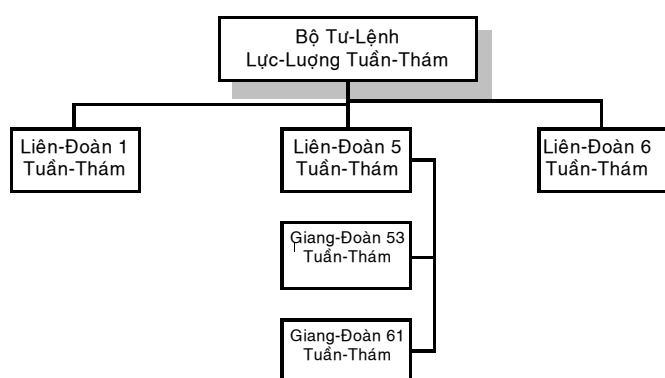 Bộ Tư-Lệnh
Lực-Lượng Tuần-Thám
Liên-Đoàn 1
Tuần-Thám
Liên-Đoàn 5
Tuần-Thám
Liên-Đoàn 6
Tuần-Thám
Giang-Đoàn 53
Tuần-Thám
Giang-Đoàn 61
Tuần-Thám